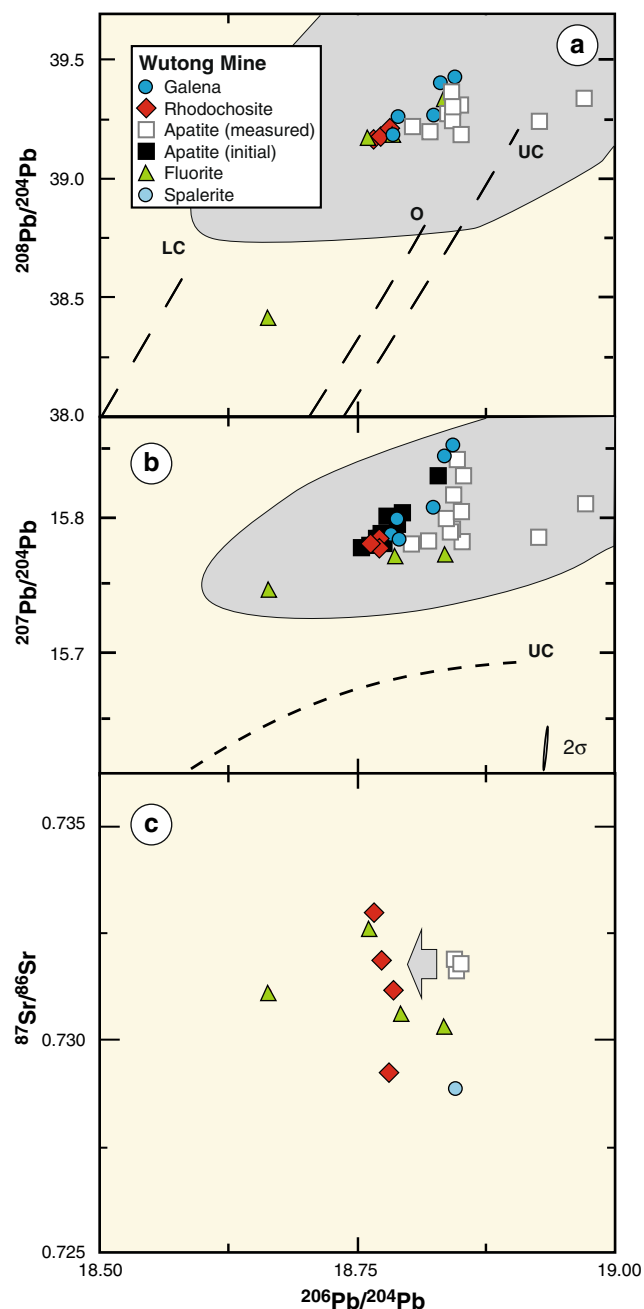 a
39.5
39.0
38.5
38.0
208Pb/204Pb
Wutong Mine
Galena
Rhodochosite
Apatite (measured)
Apatite (initial)
Fluorite
Spalerite
UC
O
LC
b
15.8
15.7
207Pb/204Pb
UC
2σ
c
0.735
0.730
0.725
87Sr/86Sr
18.50
18.75
19.00
206Pb/204Pb